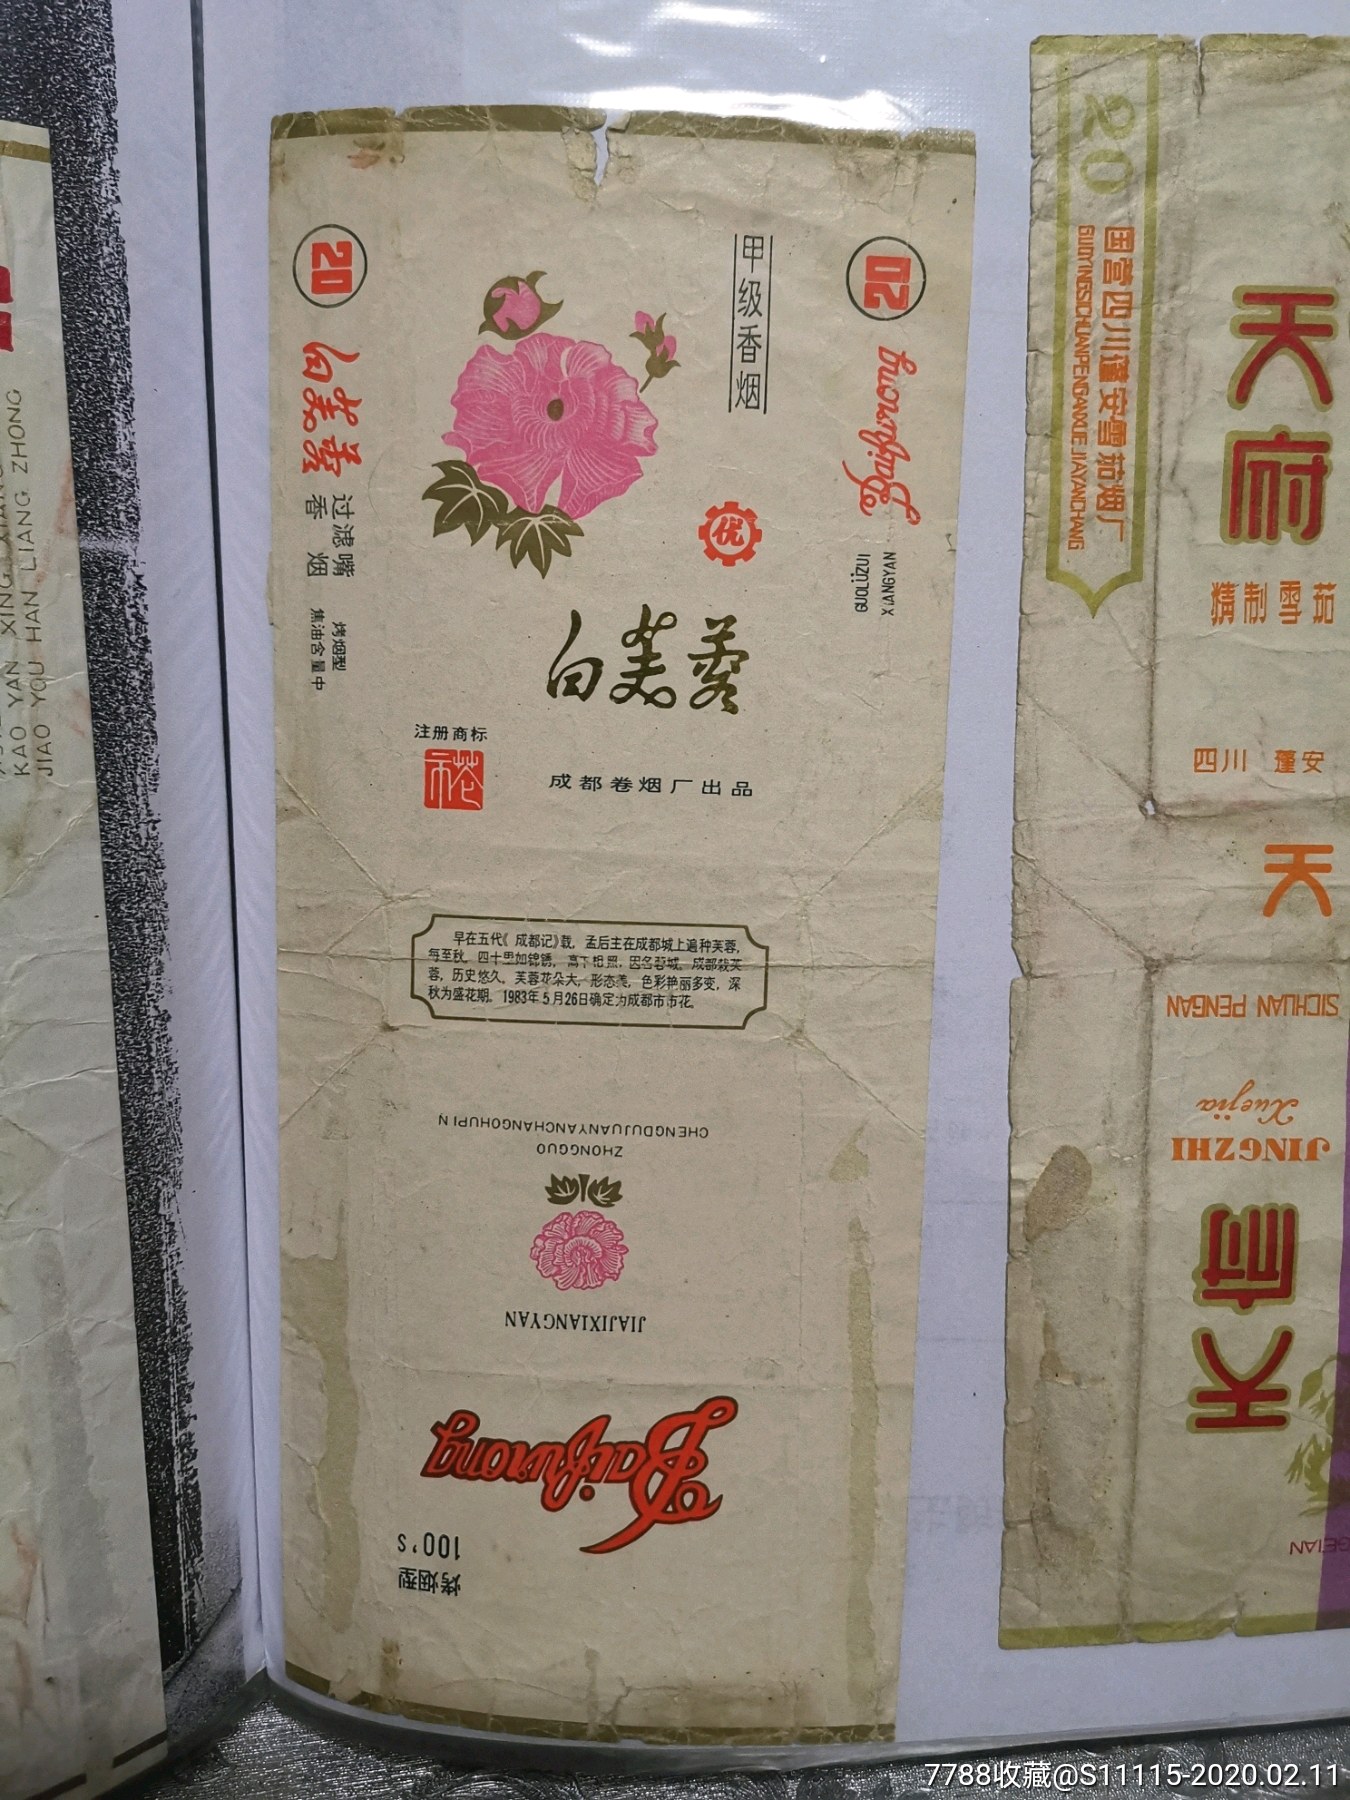 KAO YAN XING XIANG
JIAO YOU HAN LIANG ZHONG
20
白芙蓉
过滤嘴
香烟
烤烟型
焦油含量中
甲级香烟
优
白芙蓉
注册商标
成都卷烟厂出品
20
Baifurong
GUOLÜZUI
XIANGYAN
早在五代《成都记》载，孟后主在成都城上遍种芙蓉，
每至秋，四十里如锦绣，高下相照，因名蓉城。成都栽芙
蓉，历史悠久。芙蓉花朵大，形态美，色彩艳丽多变，深
秋为盛花期。1983年5月26日确定为成都市市花。
CHENGDUJUANYANCHANGOHUPIN
ZHONGGUO
JIAJIXIANGYAN
Baifurong
100'S
烤烟型
20
国营四川蓬安雪茄烟厂
GUOYINGSICHUANPENGANXUEJIAYANCHANG
天府
精制雪茄
四川 蓬安
天
SICHUAN PENGAN
Xuejia
JINGZHI
天府
7788收藏@S11115-2020.02.11